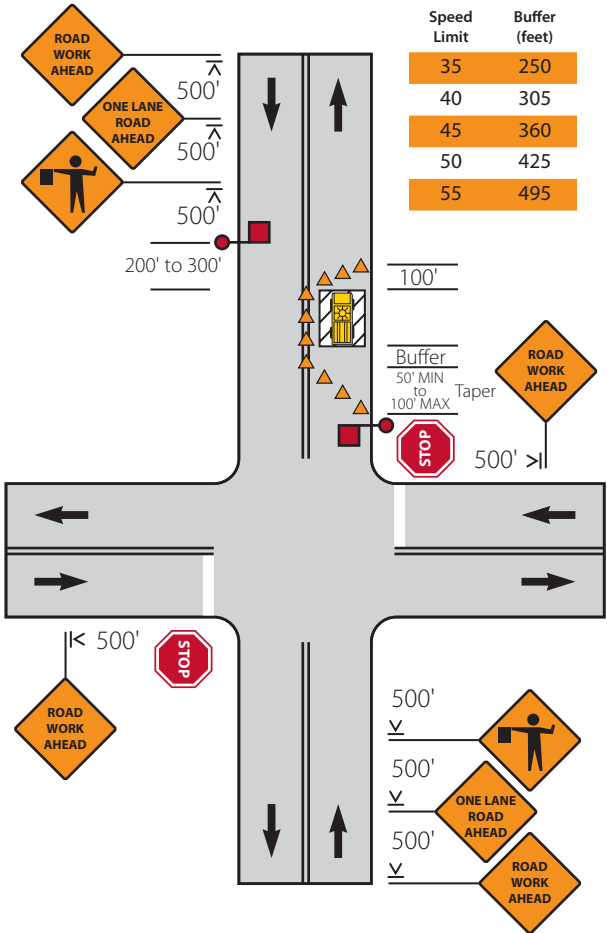 ROAD
WORK
AHEAD
500'
ONE LANE
ROAD
AHEAD
500'
500'
200' to 300'
Speed Limit Buffer (feet)
35 250
40 305
45 360
50 425
55 495
100'
Buffer
50' MIN
to
100' MAX
Taper
ROAD
WORK
AHEAD
STOP
500'
500'
STOP
ROAD
WORK
AHEAD
500'
500'
ONE LANE
ROAD
AHEAD
500'
ROAD
WORK
AHEAD